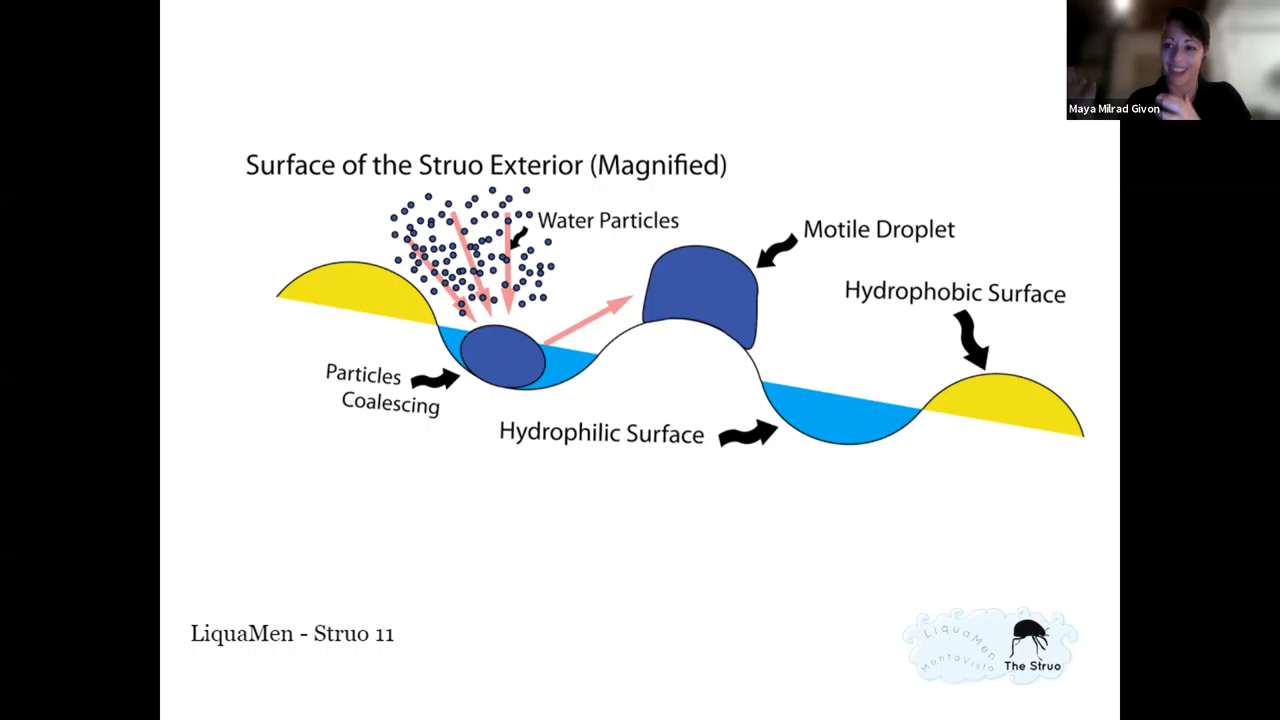 Maya Milrad Givon
Surface of the Struo Exterior (Magnified)
Water Particles
Motile Droplet
Hydrophobic Surface
Particles
Coalescing
Hydrophilic Surface
LiquaMen - Struo 11
LiquaMen
MontaVista
The Struo